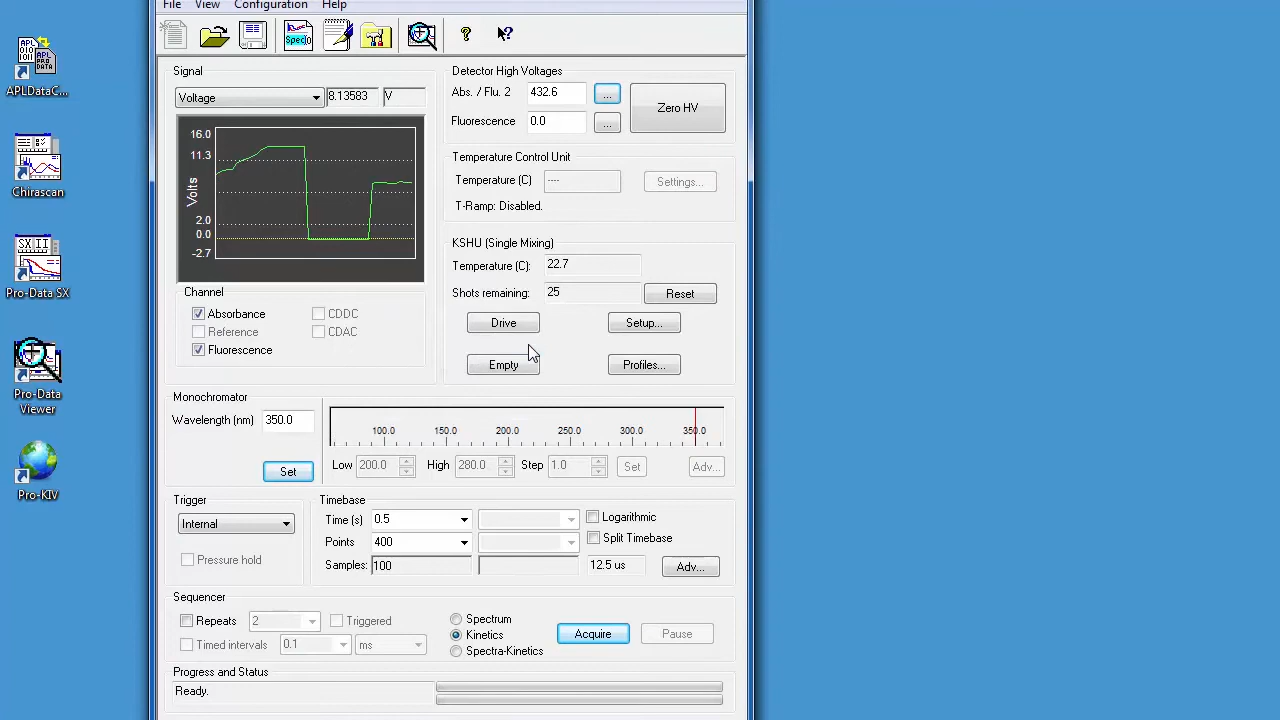 File View Configuration Help
APLDataC...
Chirascan
Pro-Data SX
Pro-Data
Viewer
Pro-KIV
Signal
Voltage 8.13583 V
16.0
11.3
2.0
0.0
-2.7
Volts
Channel
Absorbance CDDC
Reference CDAC
Fluorescence
Detector High Voltages
Abs. / Flu. 2 432.6 ...
Fluorescence 0.0 ...
Zero HV
Temperature Control Unit
Temperature (C) ---- Settings...
T-Ramp: Disabled.
KSHU (Single Mixing)
Temperature (C): 22.7
Shots remaining: 25 Reset
Drive Setup...
Empty Profiles...
Monochromator
Wavelength (nm) 350.0
Set
100.0 150.0 200.0 250.0 300.0 350.0
Low 200.0 High 280.0 Step 1.0 Set Adv...
Trigger
Internal
Pressure hold
Timebase
Time (s) 0.5 Logarithmic
Points 400 Split Timebase
Samples: 100 12.5 us Adv...
Sequencer
Repeats 2 Triggered
Timed intervals 0.1 ms
Spectrum
Kinetics
Spectra-Kinetics
Acquire Pause
Progress and Status
Ready.